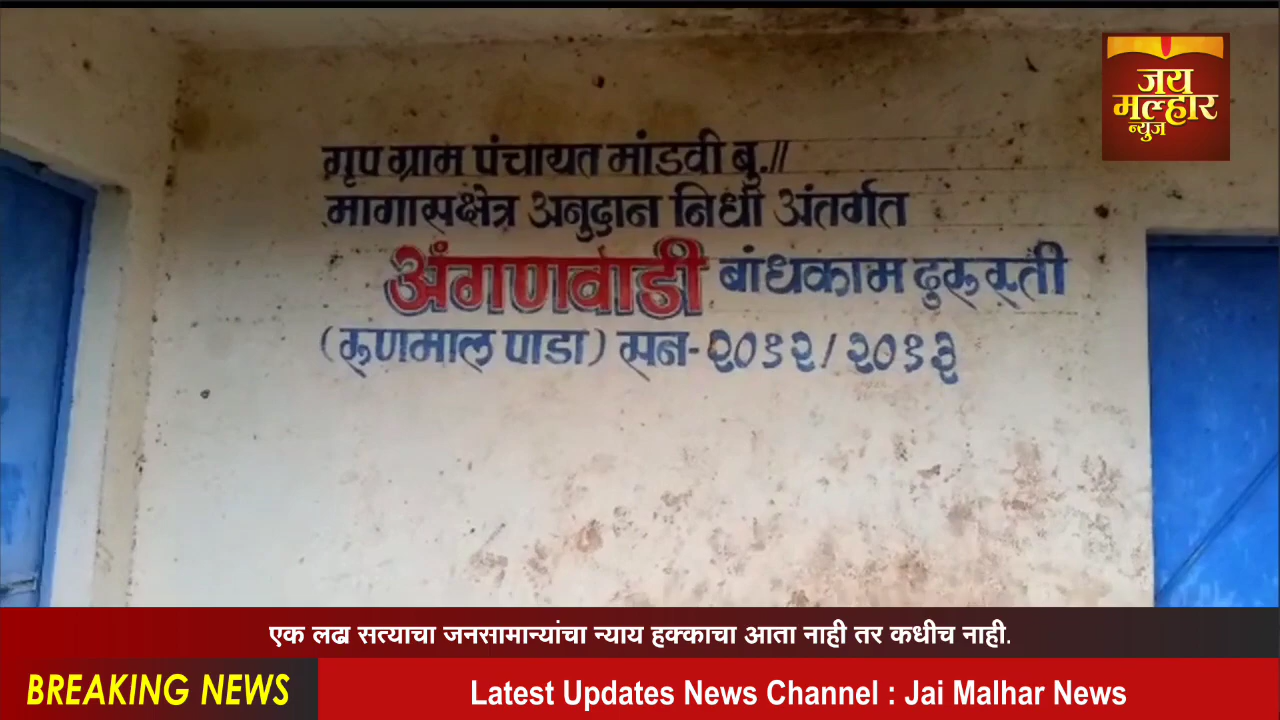 जय
मल्हार
न्युज
गृप ग्राम पंचायत मांडवी बु.//
मागासक्षेत्र अनुदान निधी अंतर्गत
अंगणवाडी बांधकाम दुरुस्ती
(रुणमाल पाडा) सन-२०१२/२०१३
एक लढा सत्याचा जनसामान्यांचा न्याय हक्काचा आता नाही तर कधीच नाही.
BREAKING NEWS
Latest Updates News Channel : Jai Malhar News